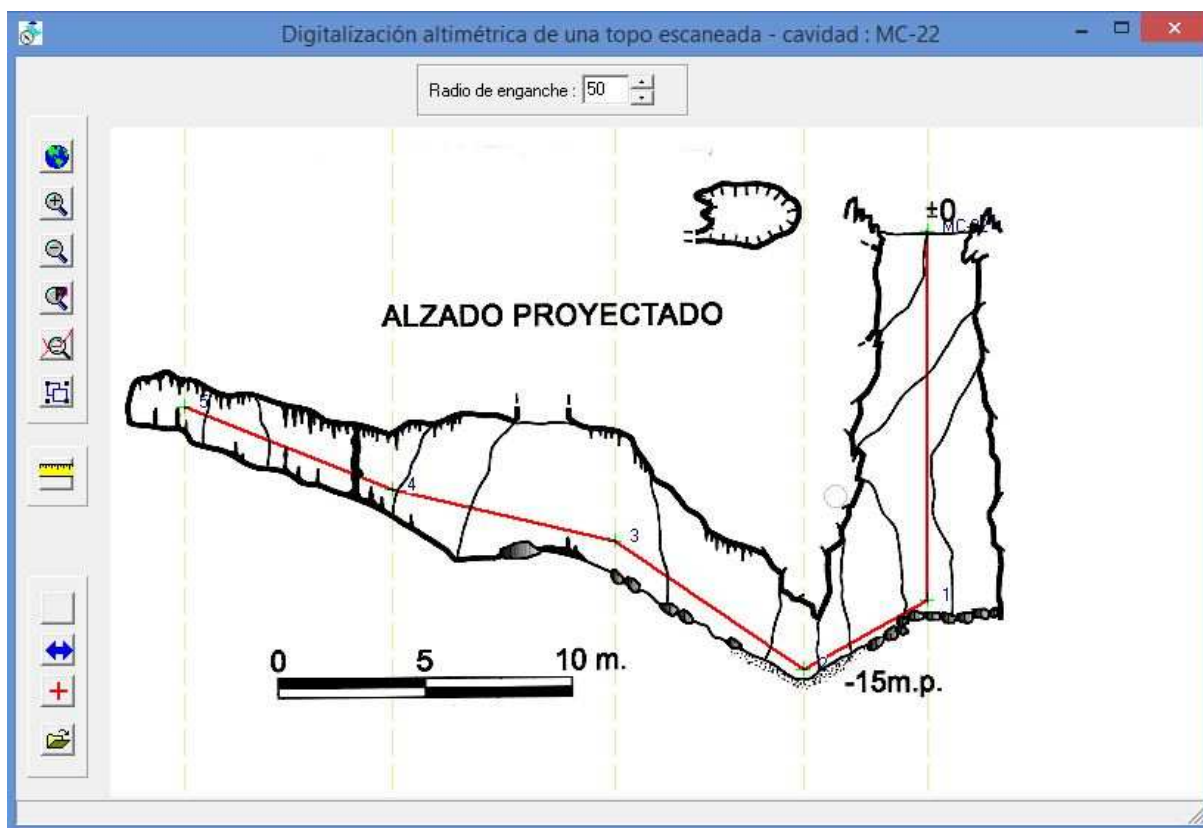 Digitalización altimétrica de una topo escaneada - cavidad : MC-22
Radio de enganche : 50
±0
ALZADO PROYECTADO
5
4
3
1
2
0 5 10 m.
-15m.p.